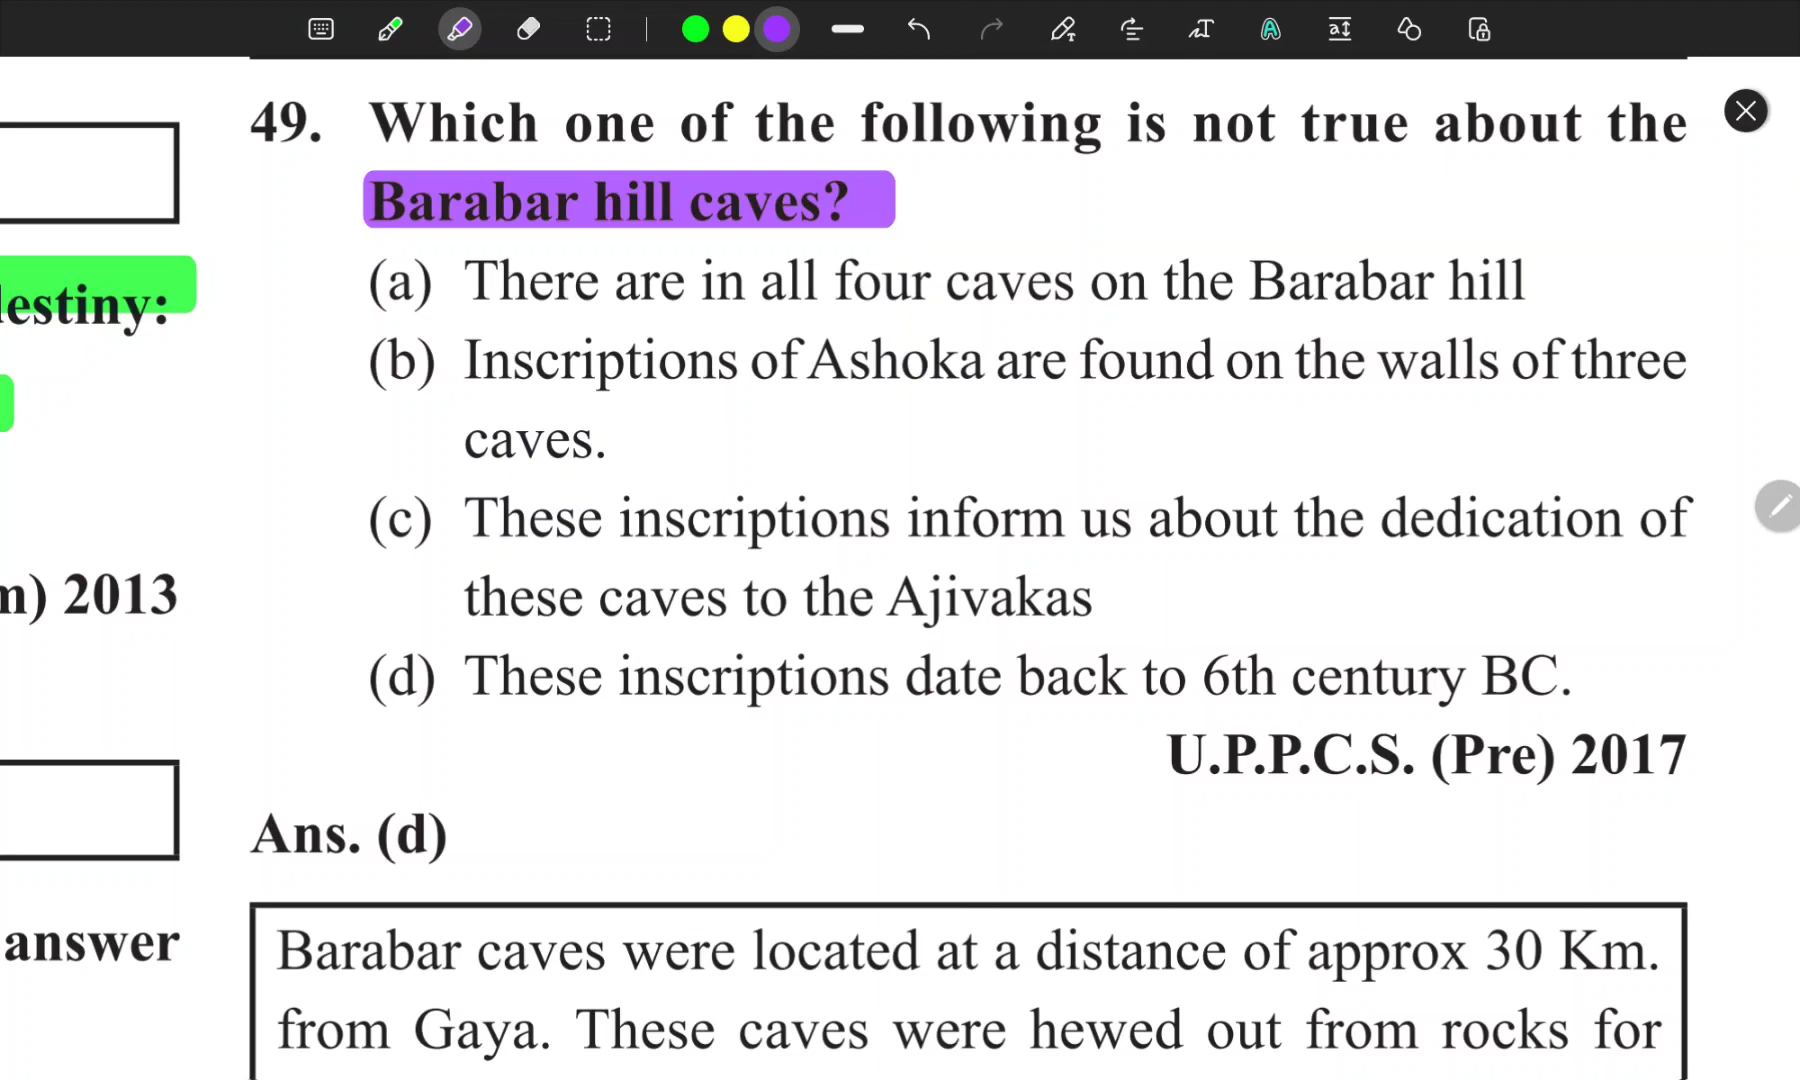 49. Which one of the following is not true about the
Barabar hill caves?
(a) There are in all four caves on the Barabar hill
(b) Inscriptions of Ashoka are found on the walls of three
caves.
(c) These inscriptions inform us about the dedication of
these caves to the Ajivakas
(d) These inscriptions date back to 6th century BC.
U.P.P.C.S. (Pre) 2017
Ans. (d)
Barabar caves were located at a distance of approx 30 Km.
from Gaya. These caves were hewed out from rocks for
estiny:
m) 2013
answer